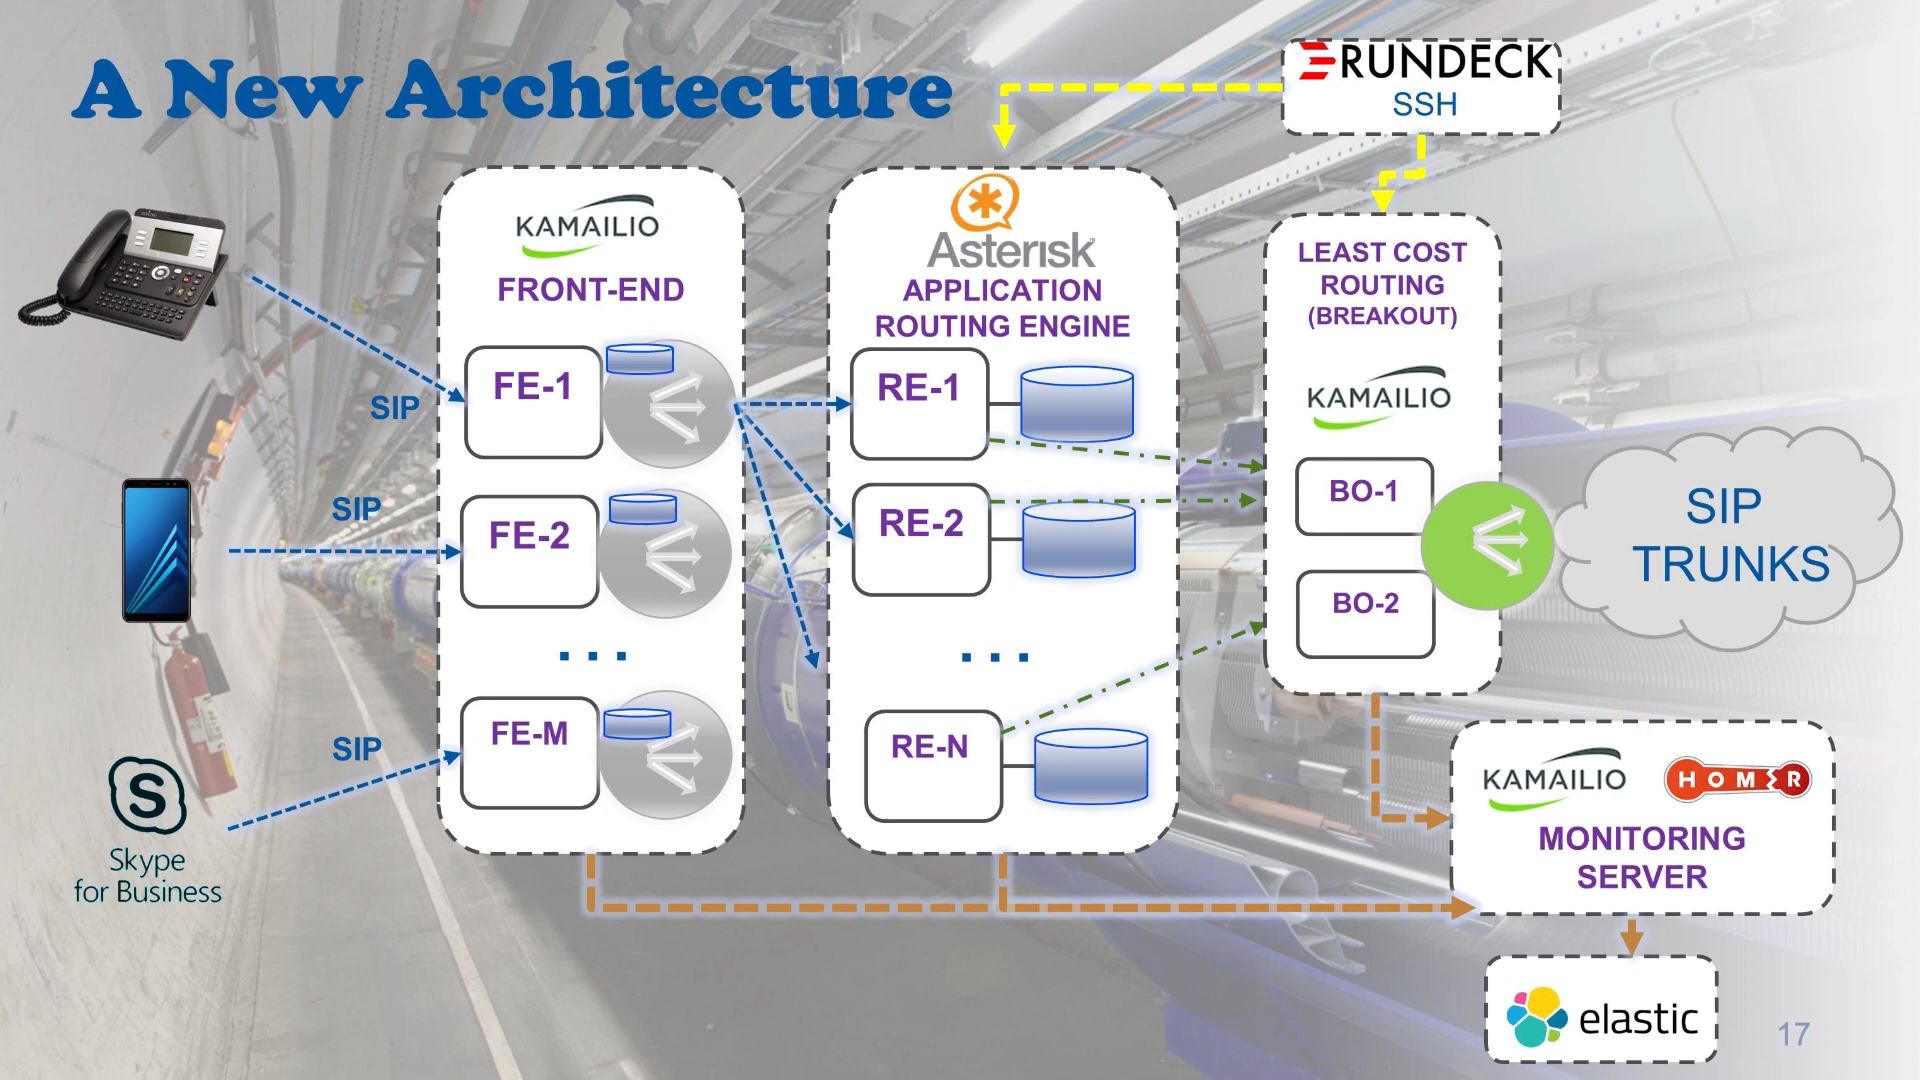 A New Architecture
RUNDECK
SSH
KAMAILIO
FRONT-END
Asterisk
APPLICATION
ROUTING ENGINE
LEAST COST
ROUTING
(BREAKOUT)
KAMAILIO
SIP
FE-1
RE-1
SIP
FE-2
RE-2
BO-1
BO-2
SIP
TRUNKS
...
...
SIP
FE-M
RE-N
S
Skype
for Business
KAMAILIO
HOMER
MONITORING
SERVER
elastic
17